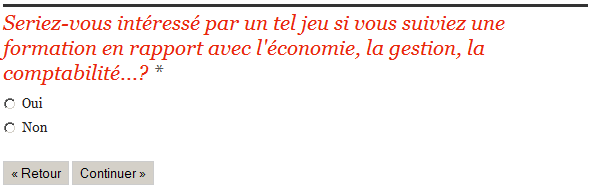 Seriez-vous intéressé par un tel jeu si vous suiviez une
formation en rapport avec l'économie, la gestion, la
comptabilité...? *
Oui
Non
« Retour Continuer »